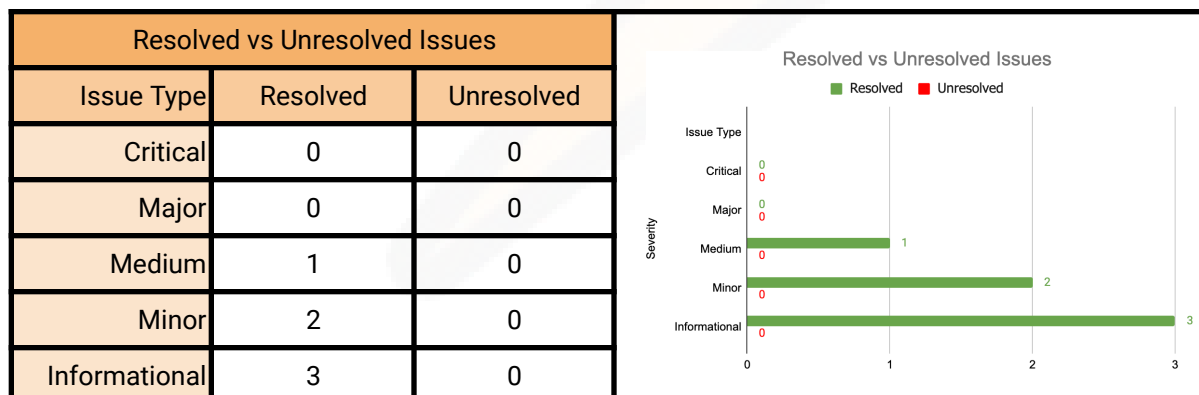 Resolved vs Unresolved Issues
Issue Type Resolved Unresolved
Critical 0 0
Major 0 0
Medium 1 0
Minor 2 0
Informational 3 0
Resolved vs Unresolved Issues
Resolved Unresolved
Severity
Issue Type
Critical 0 0
Major 0 0
Medium 1 0
Minor 2 0
Informational 3 0
0 1 2 3